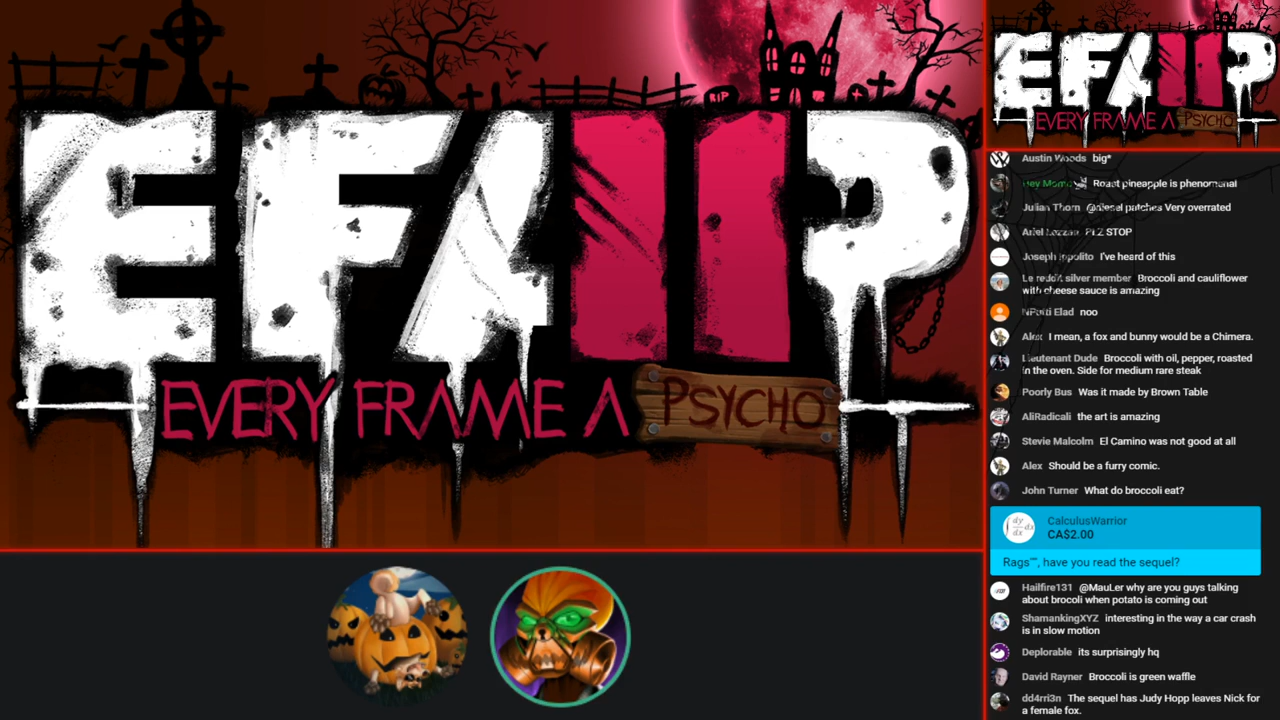 EFAP
EVERY FRAME A PSYCHO
EFAP
EVERY FRAME A PSYCHO
Austin Woods big*
Hey Moma Roast pineapple is phenomenal
Julian Thorn @diesel patches Very overrated
Ariel PLZ STOP
Joseph Ippolito I've heard of this
Le reddit silver member Broccoli and cauliflower
with cheese sauce is amazing
Elad noo
Alex I mean, a fox and bunny would be a Chimera.
Lieutenant Dude Broccoli with oil, pepper, roasted
in the oven. Side for medium rare steak
Poorly Bus Was it made by Brown Table
AliRadicali the art is amazing
Stevie Malcolm El Camino was not good at all
Alex Should be a furry comic.
John Turner What do broccoli eat?
CalculusWarrior
CA$2.00
Rags"", have you read the sequel?
Hailfire131 @MauLer why are you guys talking
about brocoli when potato is coming out
ShamankingXYZ interesting in the way a car crash
is in slow motion
Deplorable its surprisingly hq
David Rayner Broccoli is green waffle
dd4rri3n The sequel has Judy Hopp leaves Nick for
a female fox.